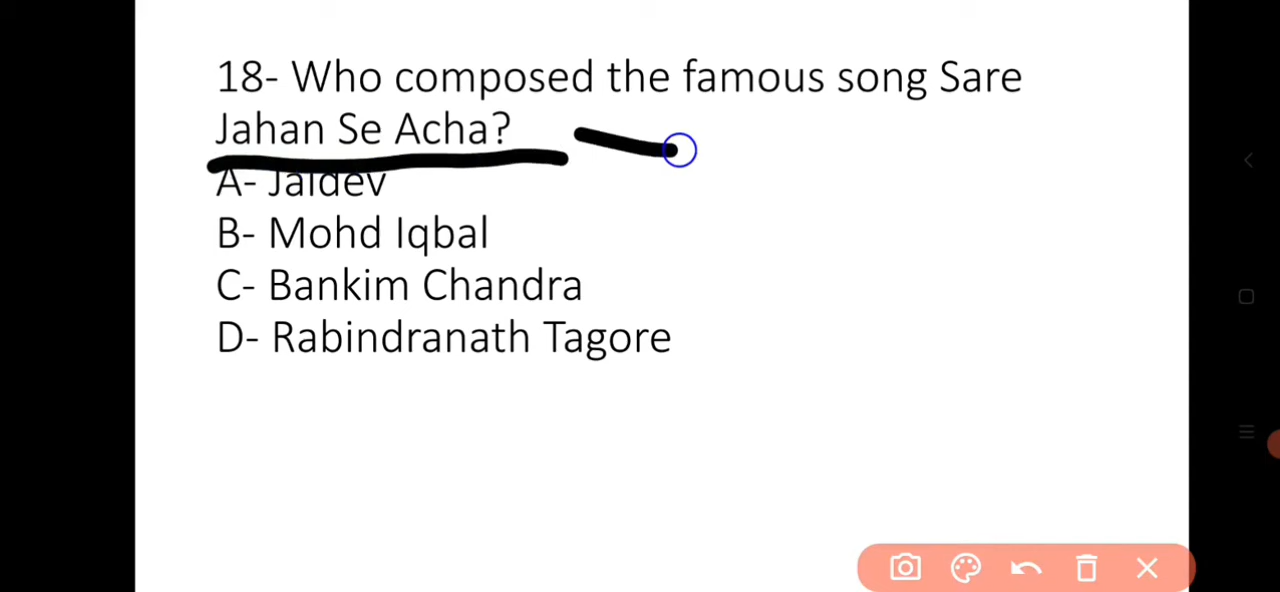 18- Who composed the famous song Sare
Jahan Se Acha?
A- Jaidev
B- Mohd Iqbal
C- Bankim Chandra
D- Rabindranath Tagore